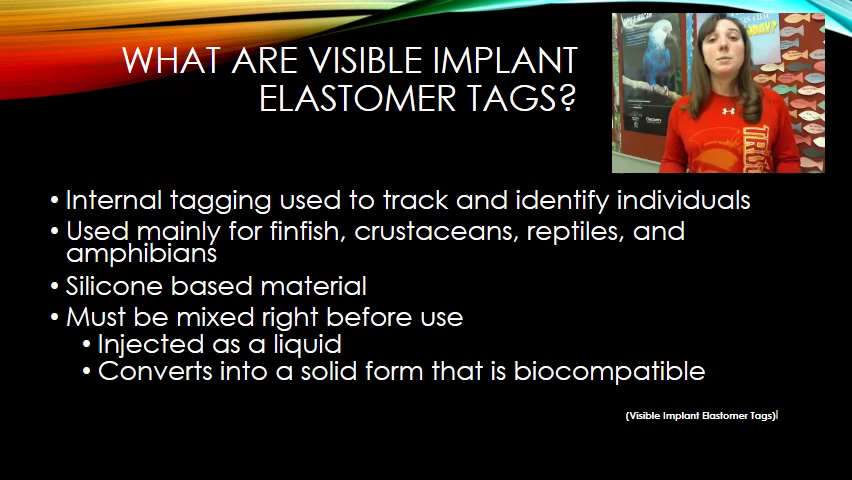 WHAT ARE VISIBLE IMPLANT
ELASTOMER TAGS?
• Internal tagging used to track and identify individuals
• Used mainly for finfish, crustaceans, reptiles, and
amphibians
• Silicone based material
• Must be mixed right before use
• Injected as a liquid
• Converts into a solid form that is biocompatible
(Visible Implant Elastomer Tags)